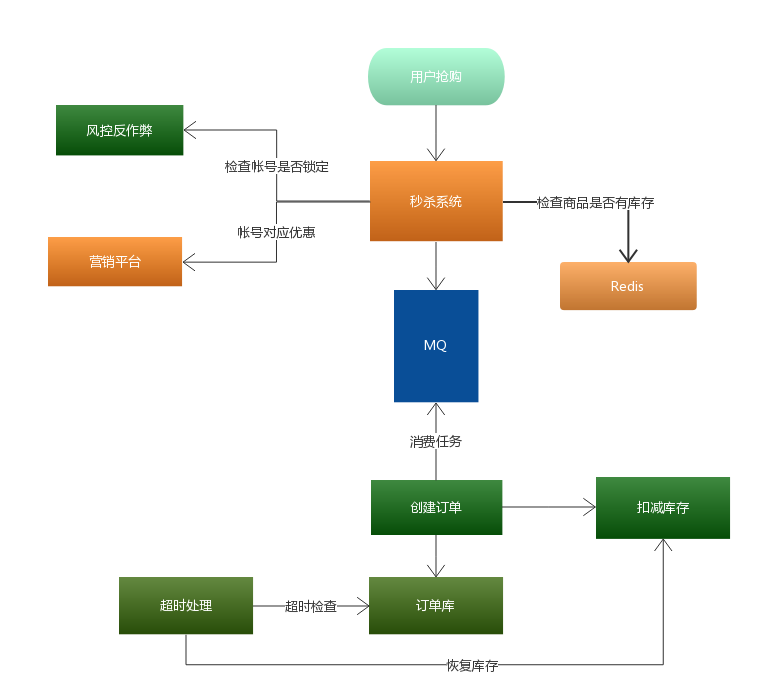 用户抢购
风控反作弊
检查帐号是否锁定
秒杀系统
检查商品是否有库存
帐号对应优惠
营销平台
Redis
MQ
消费任务
创建订单
扣减库存
超时处理
超时检查
订单库
恢复库存